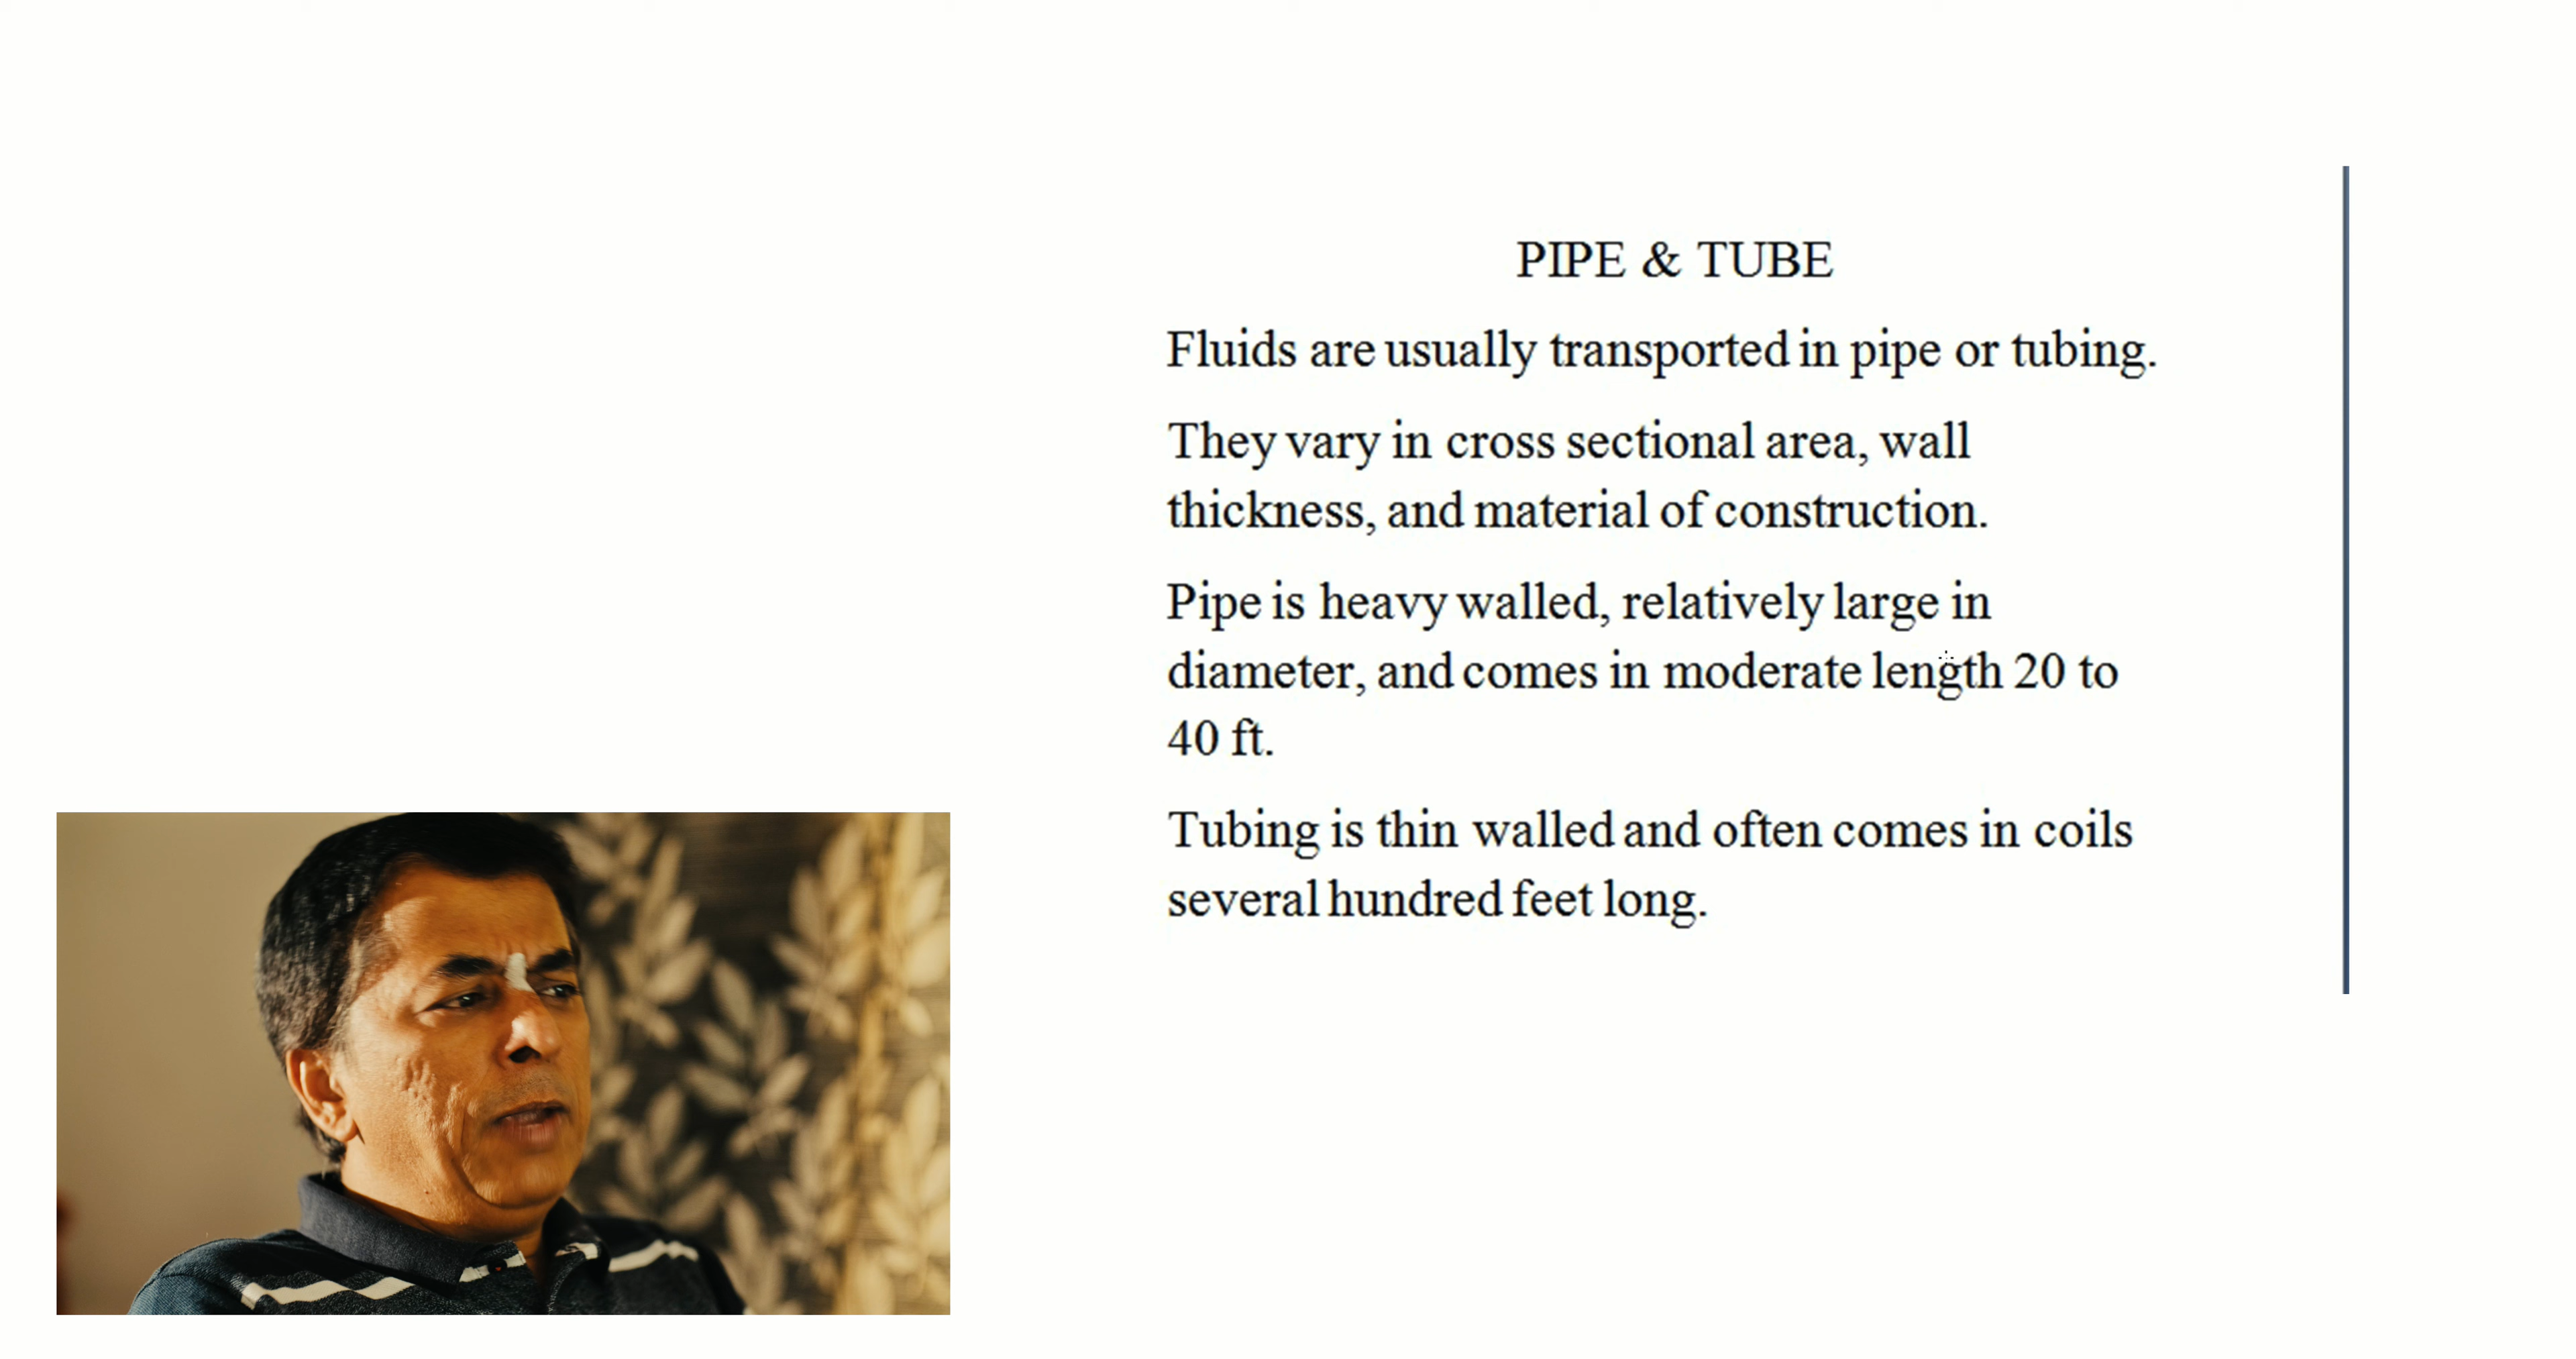 PIPE & TUBE
Fluids are usually transported in pipe or tubing.
They vary in cross sectional area, wall
thickness, and material of construction.
Pipe is heavy walled, relatively large in
diameter, and comes in moderate length 20 to
40 ft.
Tubing is thin walled and often comes in coils
several hundred feet long.